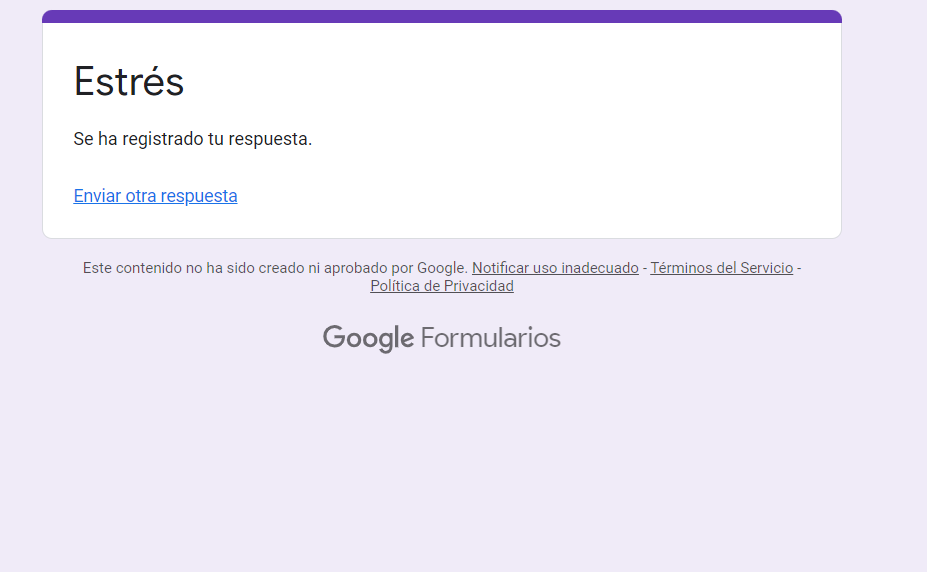 Estrés
Se ha registrado tu respuesta.
Enviar otra respuesta
Este contenido no ha sido creado ni aprobado por Google. Notificar uso inadecuado - Términos del Servicio -
Política de Privacidad
Google Formularios